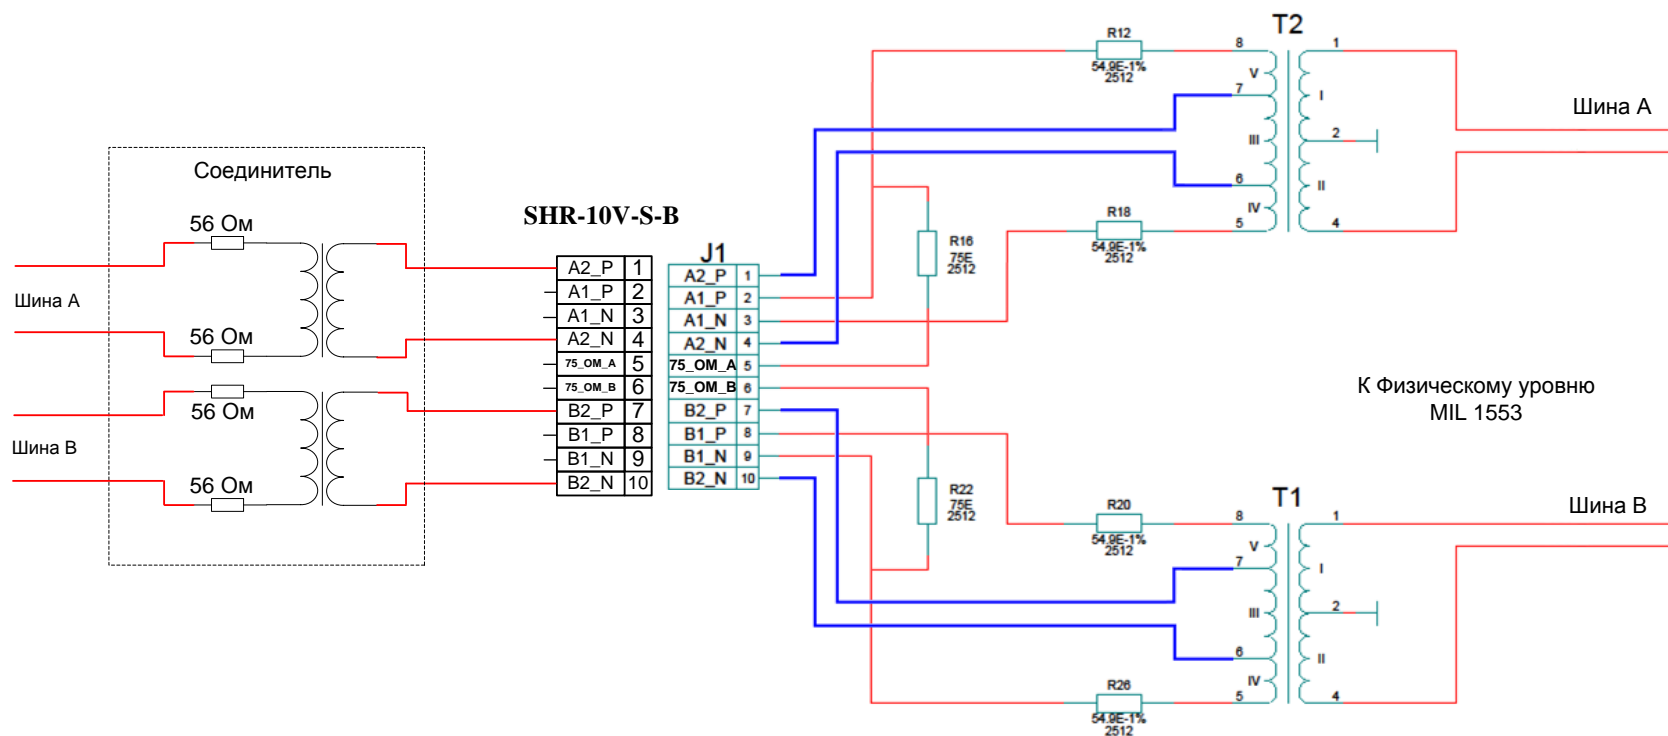 Соединитель
56 Ом
Шина А
56 Ом
56 Ом
Шина В
56 Ом
SHR-10V-S-B
A2_P 1
A1_P 2
A1_N 3
A2_N 4
75_OM_A 5
75_OM_B 6
B2_P 7
B1_P 8
B1_N 9
B2_N 10
J1
A2_P 1
A1_P 2
A1_N 3
A2_N 4
75_OM_A 5
75_OM_B 6
B2_P 7
B1_P 8
B1_N 9
B2_N 10
R12
54.9E-1%
2512
R16
75E
2512
R18
54.9E-1%
2512
T2
8
V
7
III
6
IV
5
1
I
2
II
4
Шина А
К Физическому уровню
MIL 1553
R22
75E
2512
R20
54.9E-1%
2512
R26
54.9E-1%
2512
T1
8
V
7
III
6
IV
5
1
I
2
II
4
Шина В